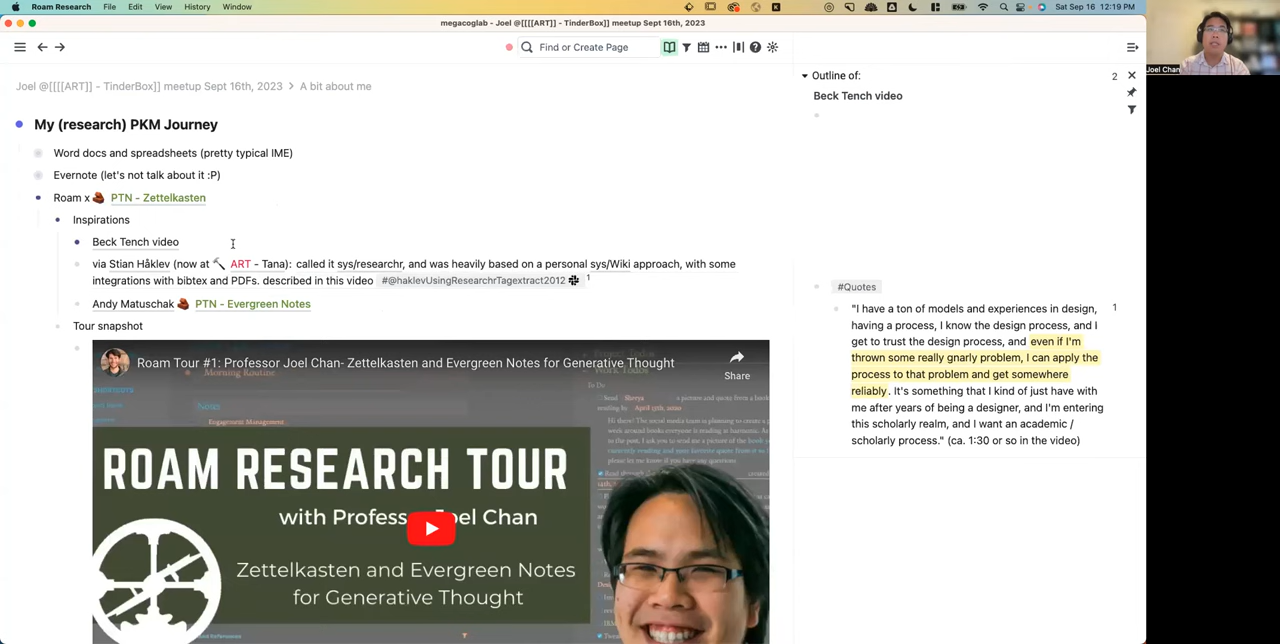 Roam Research File Edit View History Window
Sat Sep 16 12:19 PM
megacoglab - Joel @[[[[ART]] - TinderBox]] meetup Sept 16th, 2023
Find or Create Page
Joel @[[[[ART]] - TinderBox]] meetup Sept 16th, 2023 > A bit about me
My (research) PKM Journey
Word docs and spreadsheets (pretty typical IME)
Evernote (let's not talk about it :P)
Roam x PTN - Zettelkasten
Inspirations
Beck Tench video
via Stian Håklev (now at ART - Tana): called it sys/researchr, and was heavily based on a personal sys/Wiki approach, with some
integrations with bibtex and PDFs. described in this video #@haklevUsingResearchrTagextract2012 1
Andy Matuschak PTN - Evergreen Notes
Tour snapshot
Roam Tour #1: Professor Joel Chan- Zettelkasten and Evergreen Notes for Generative Thought
Share
Morning Routine
Notes
Engagement Management
To Do
ROAM RESEARCH TOUR
with Professor Joel Chan
Zettelkasten and Evergreen Notes
for Generative Thought
Outline of:
2
Beck Tench video
#Quotes
"I have a ton of models and experiences in design, 1
having a process, I know the design process, and I
get to trust the design process, and even if I'm
thrown some really gnarly problem, I can apply the
process to that problem and get somewhere
reliably. It's something that I kind of just have with
me after years of being a designer, and I'm entering
this scholarly realm, and I want an academic /
scholarly process." (ca. 1:30 or so in the video)
Joel Chan